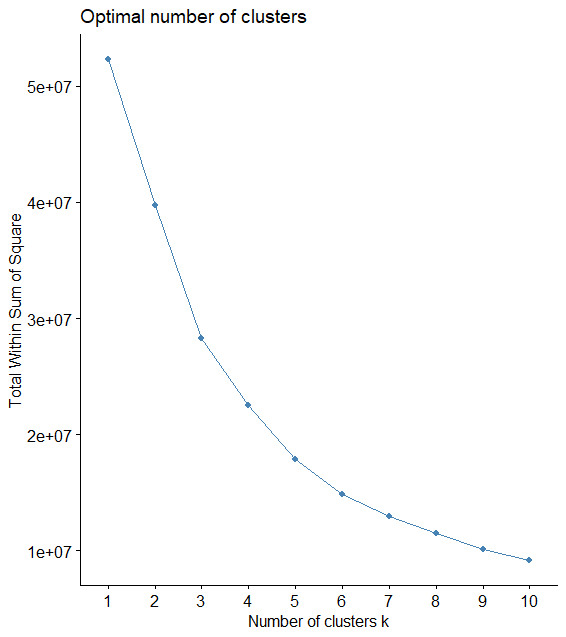 Optimal number of clusters
Total Within Sum of Square
5e+07
4e+07
3e+07
2e+07
1e+07
1 2 3 4 5 6 7 8 9 10
Number of clusters k